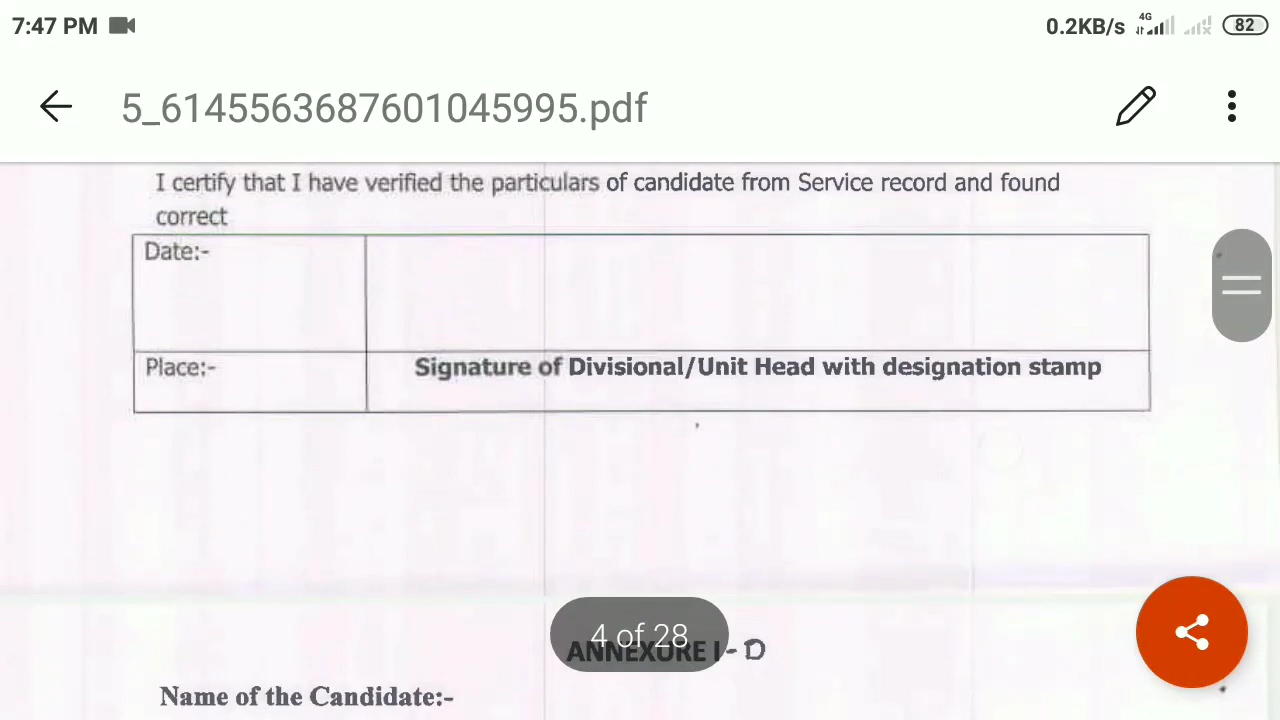 7:47 PM 0.2KB/s 4G 82
5_6145563687601045995.pdf
I certify that I have verified the particulars of candidate from Service record and found
correct
Date:-
Place:- Signature of Divisional/Unit Head with designation stamp
4 of 28
ANNEXURE I - D
Name of the Candidate:-